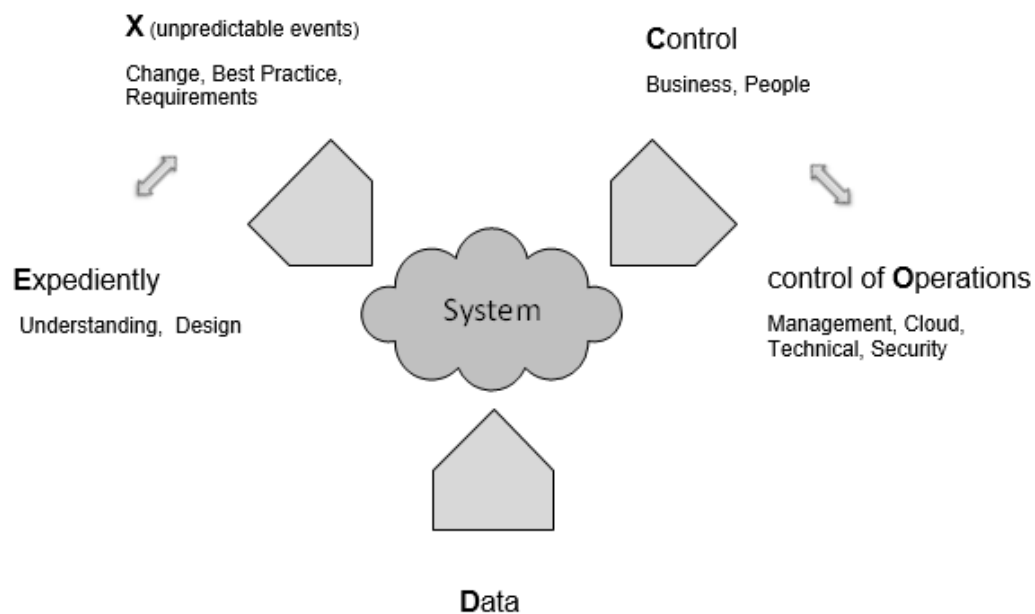 X (unpredictable events)
Change, Best Practice,
Requirements
Control
Business, People
Expediently
Understanding, Design
System
control of Operations
Management, Cloud,
Technical, Security
Data